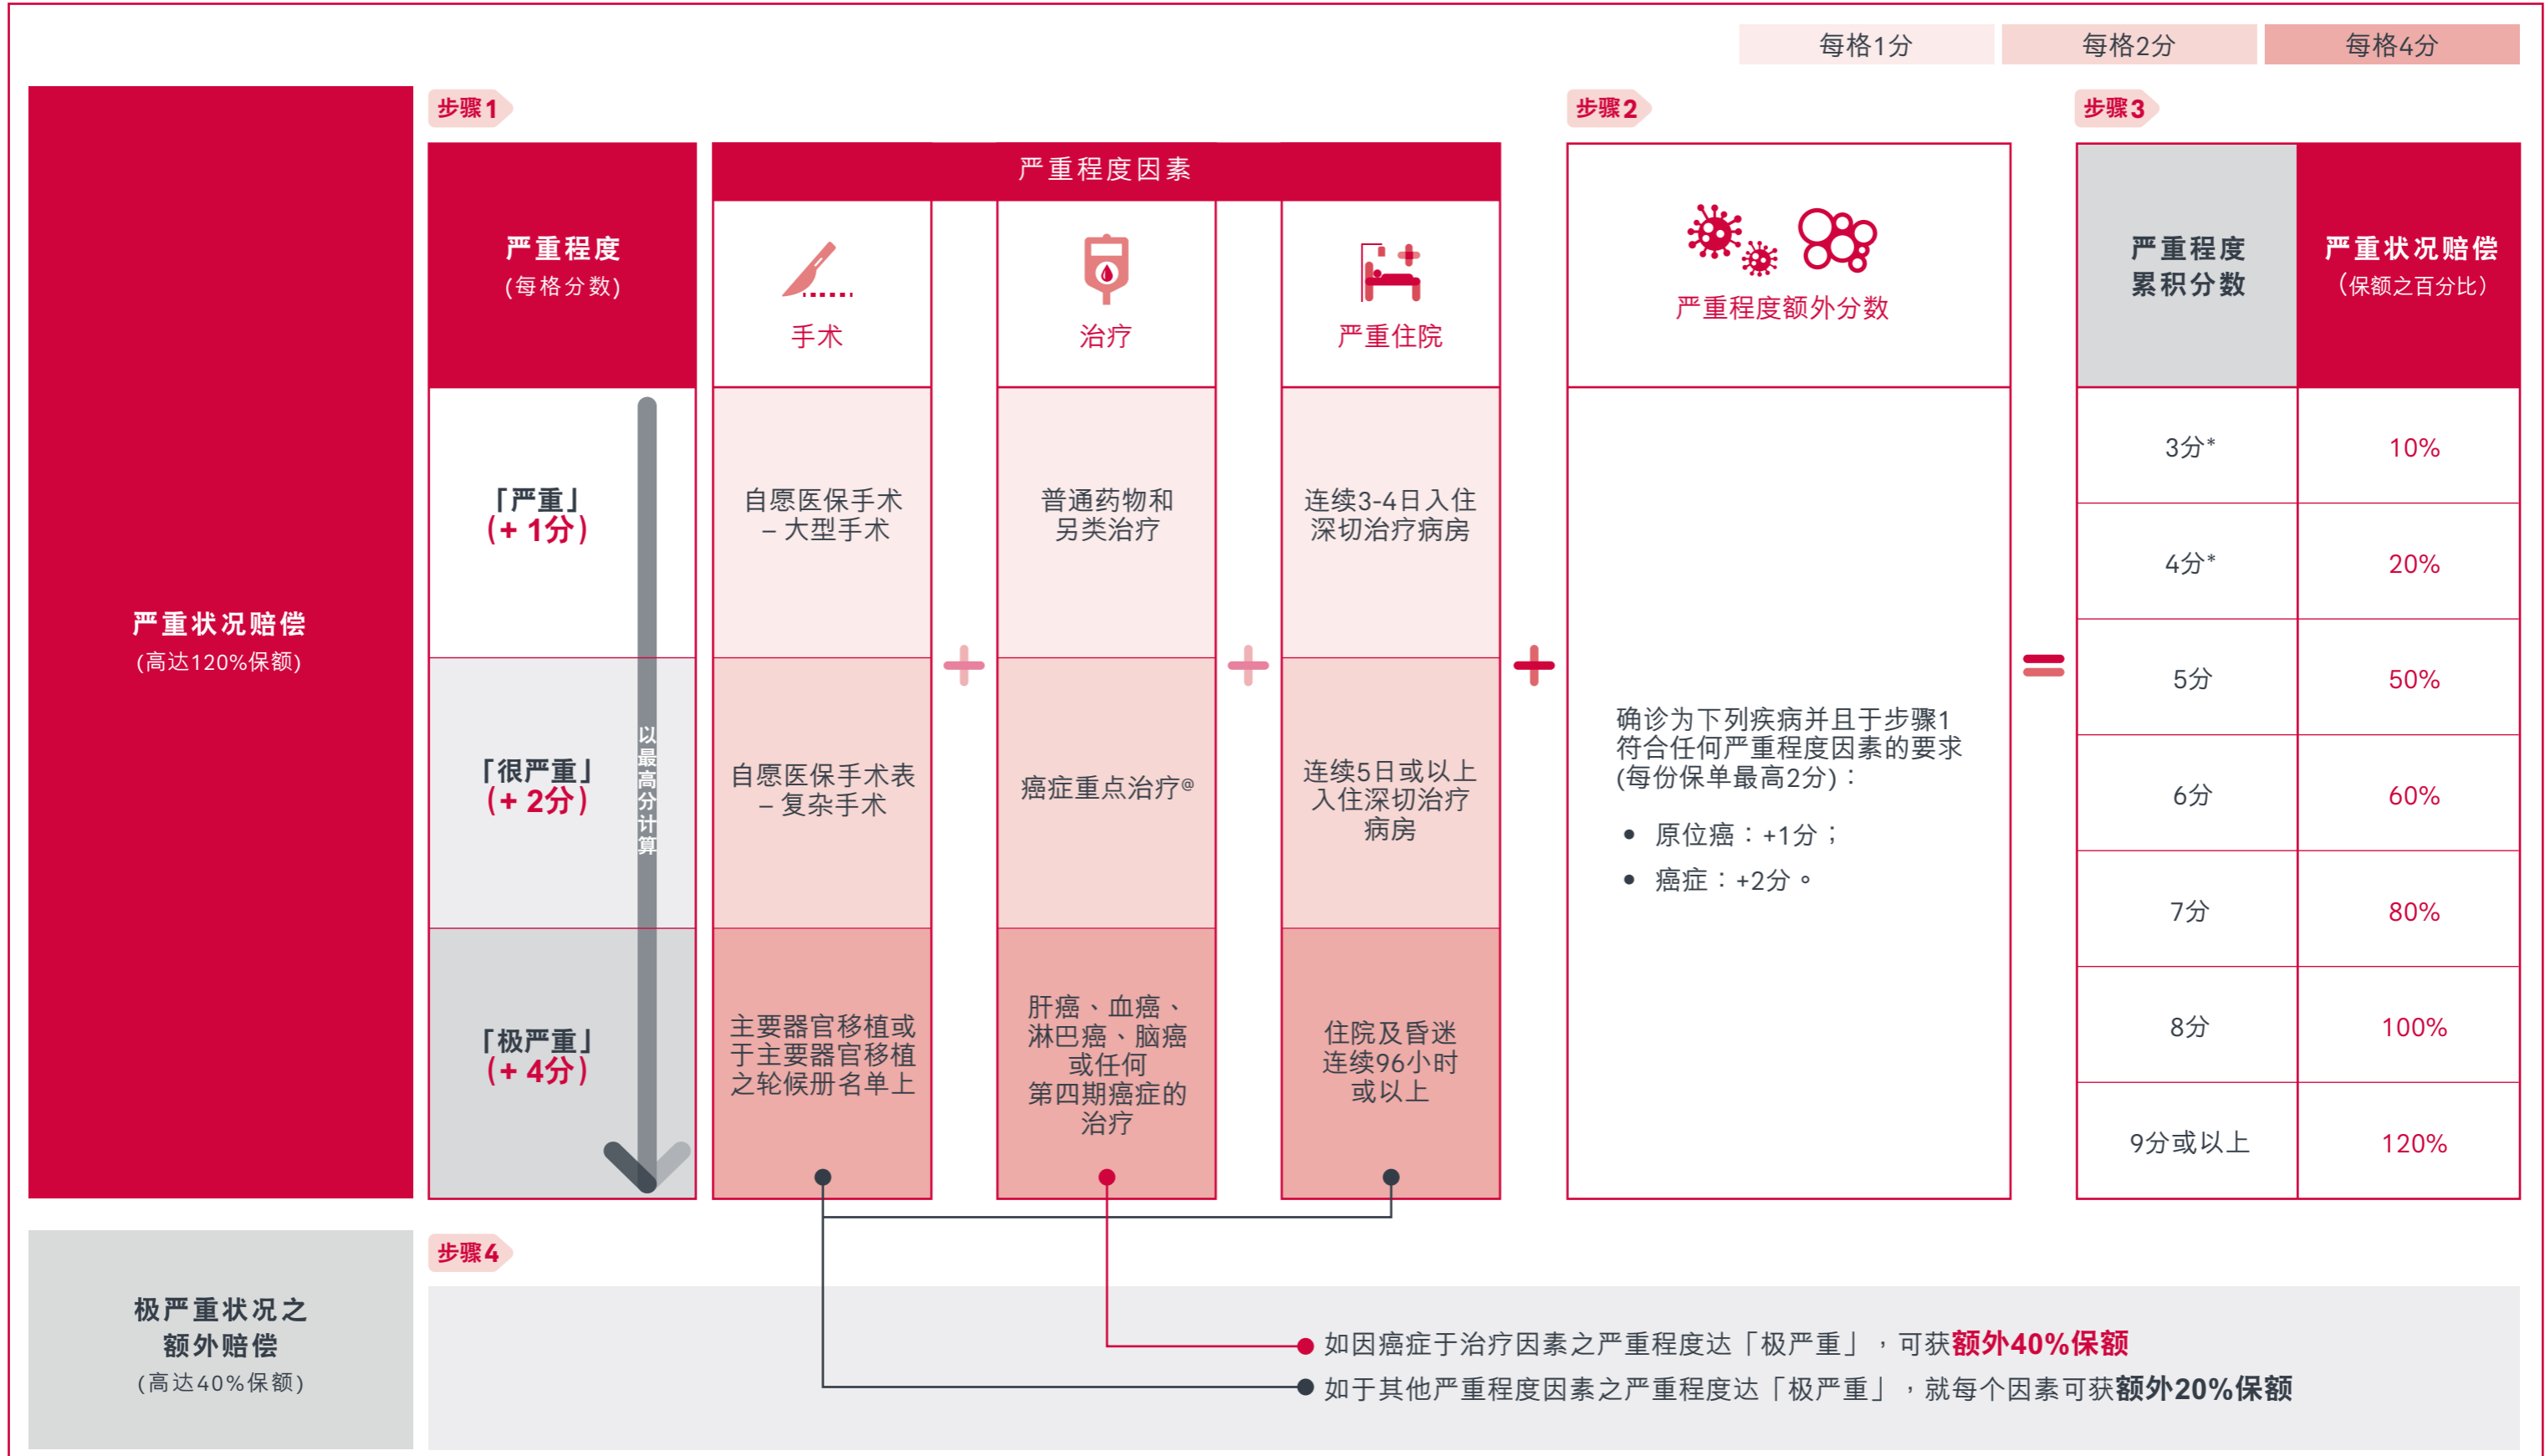 每格1分
每格2分
每格4分
严重状况赔偿
(高达120%保额)
步骤1
严重程度
(每格分数)
严重程度因素
手术
治疗
严重住院
「严重」
(+ 1分)
自愿医保手术
– 大型手术
普通药物和
另类治疗
连续3-4日入住
深切治疗病房
「很严重」
(+ 2分)
自愿医保手术表
– 复杂手术
癌症重点治疗@
连续5日或以上
入住深切治疗
病房
「极严重」
(+ 4分)
主要器官移植或
于主要器官移植
之轮候册名单上
肝癌、血癌、
淋巴癌、脑癌
或任何
第四期癌症的
治疗
住院及昏迷
连续96小时
或以上
以最高分计算
步骤2
严重程度额外分数
确诊为下列疾病并且于步骤1
符合任何严重程度因素的要求
(每份保单最高2分)：
• 原位癌：+1分；
• 癌症：+2分。
步骤3
严重程度
累积分数
严重状况赔偿
（保额之百分比）
3分* 10%
4分* 20%
5分 50%
6分 60%
7分 80%
8分 100%
9分或以上 120%
极严重状况之
额外赔偿
(高达40%保额)
步骤4
如因癌症于治疗因素之严重程度达「极严重」，可获额外40%保额
如于其他严重程度因素之严重程度达「极严重」，就每个因素可获额外20%保额